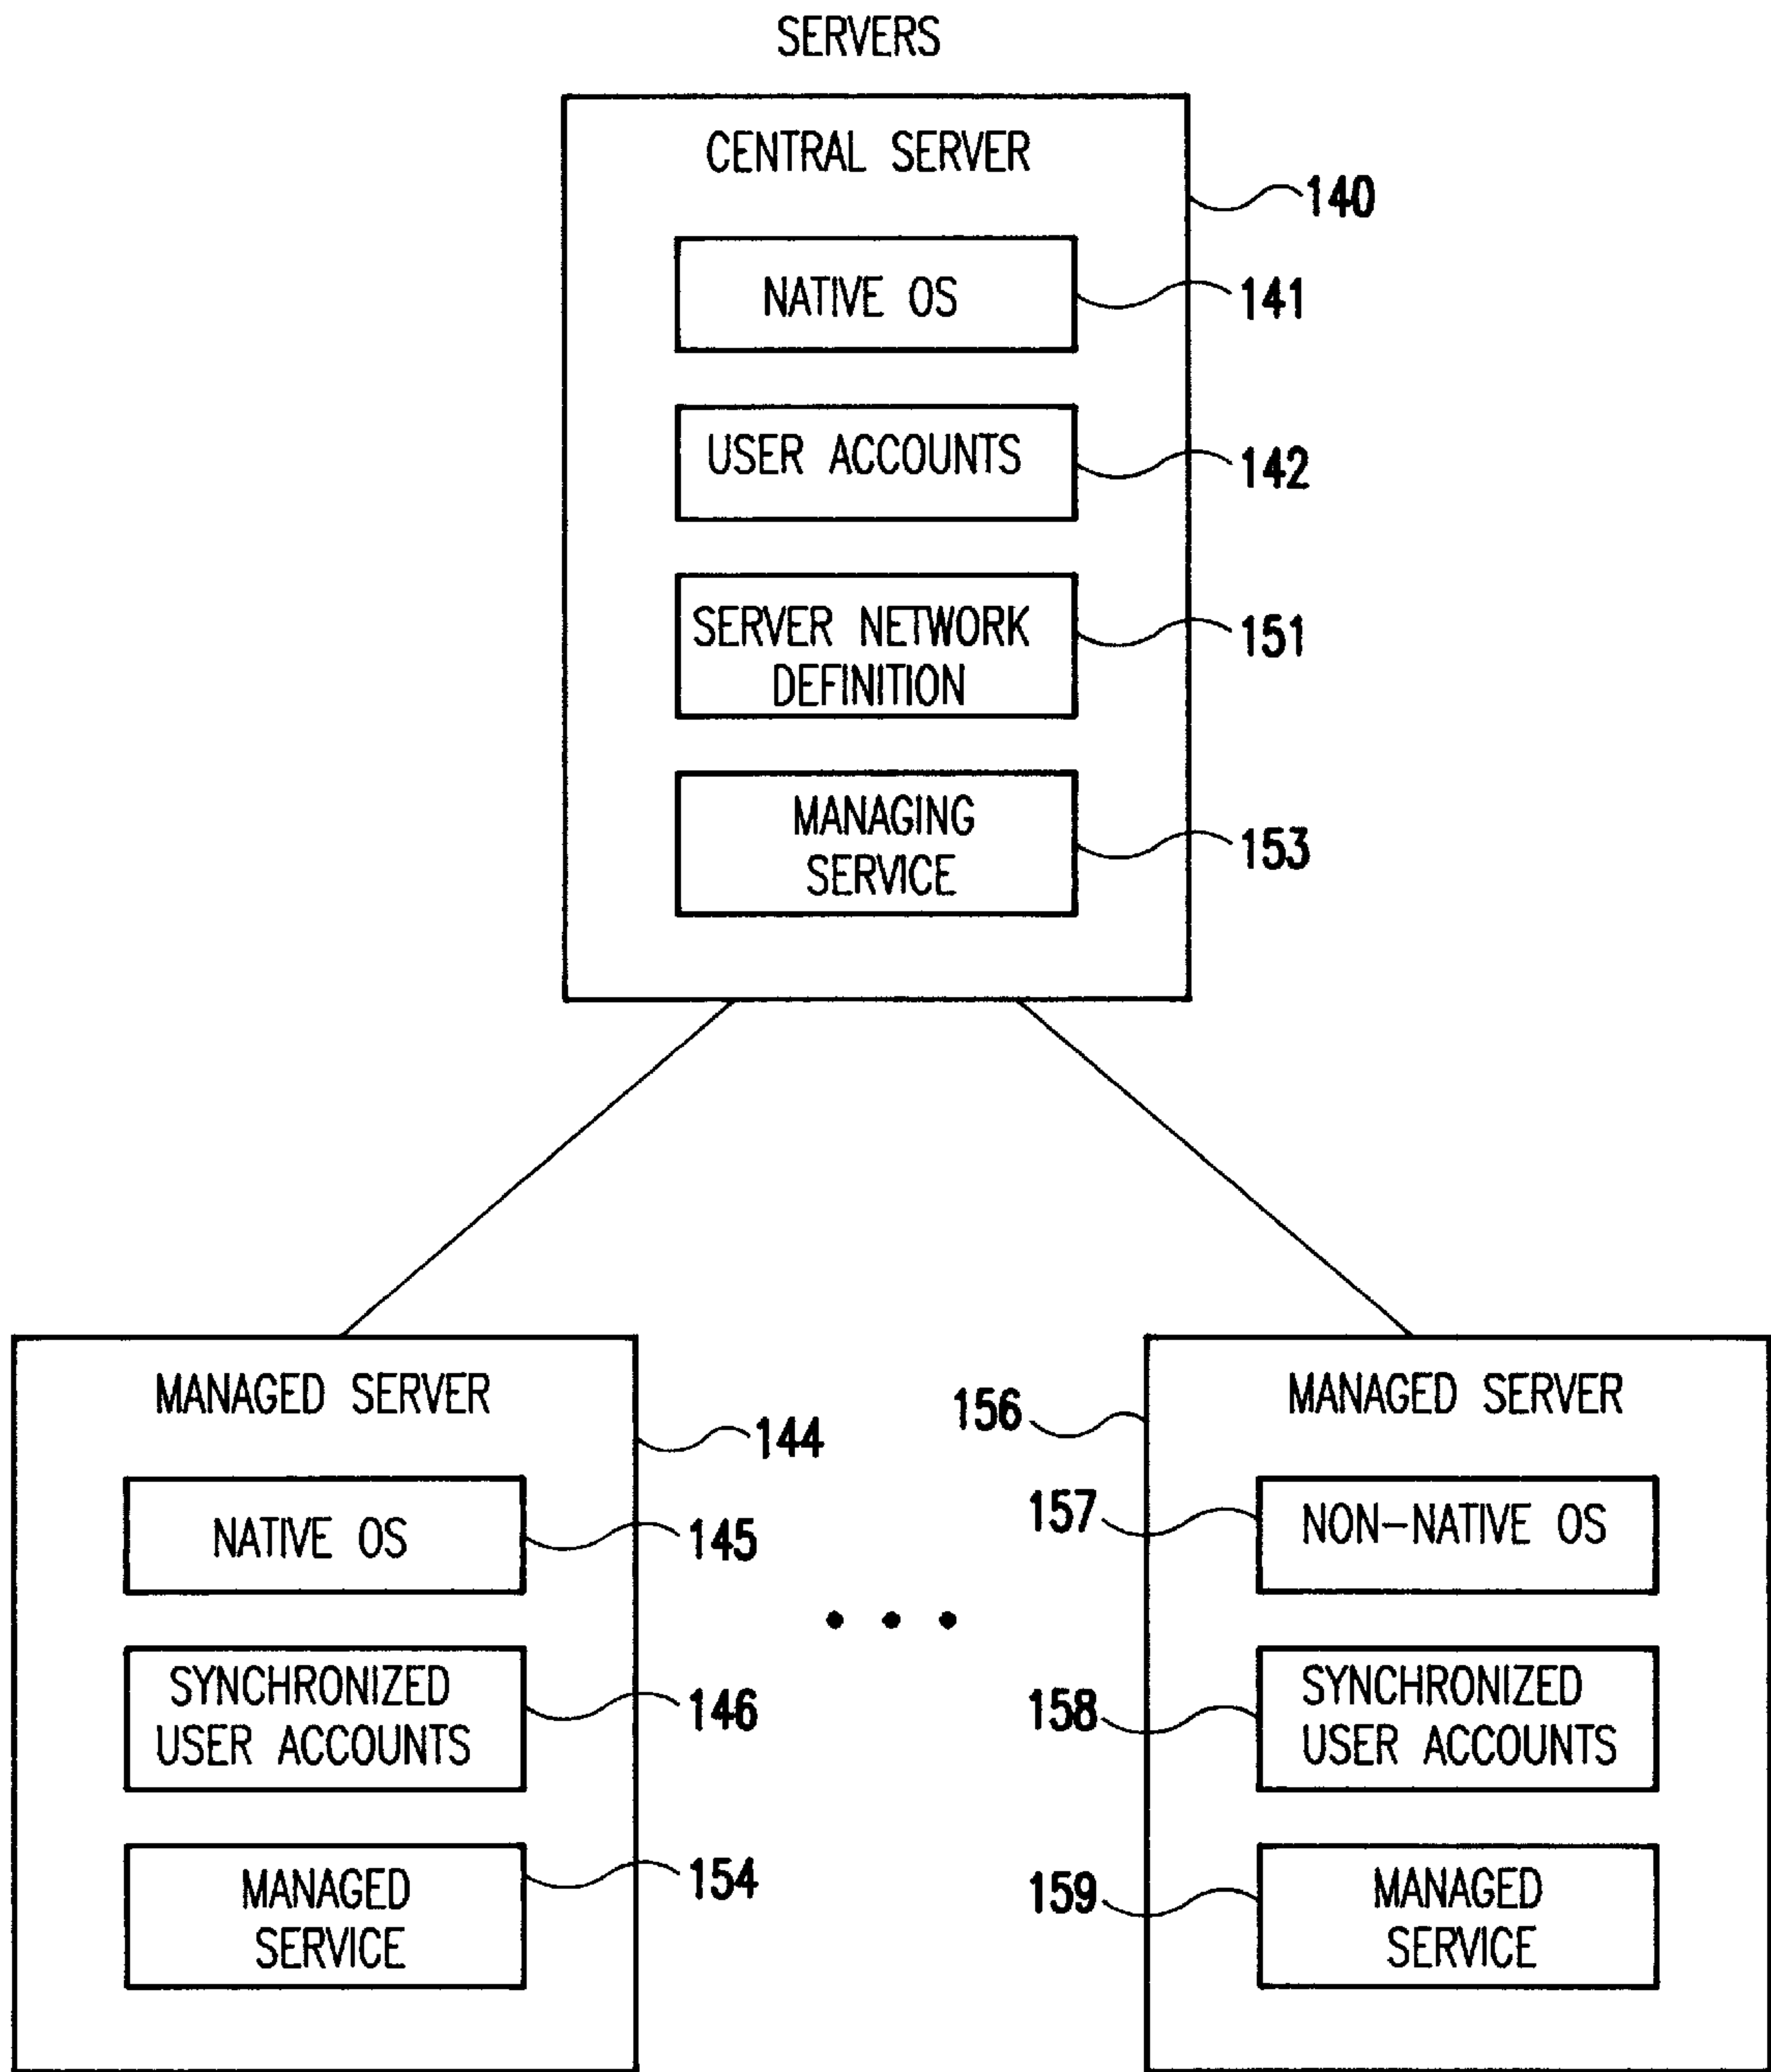 SERVERS
CENTRAL SERVER
140
NATIVE OS
141
USER ACCOUNTS
142
SERVER NETWORK
DEFINITION
151
MANAGING
SERVICE
153
MANAGED SERVER
144
NATIVE OS
145
SYNCHRONIZED
USER ACCOUNTS
146
MANAGED
SERVICE
154
MANAGED SERVER
156
NON-NATIVE OS
157
SYNCHRONIZED
USER ACCOUNTS
158
MANAGED
SERVICE
159